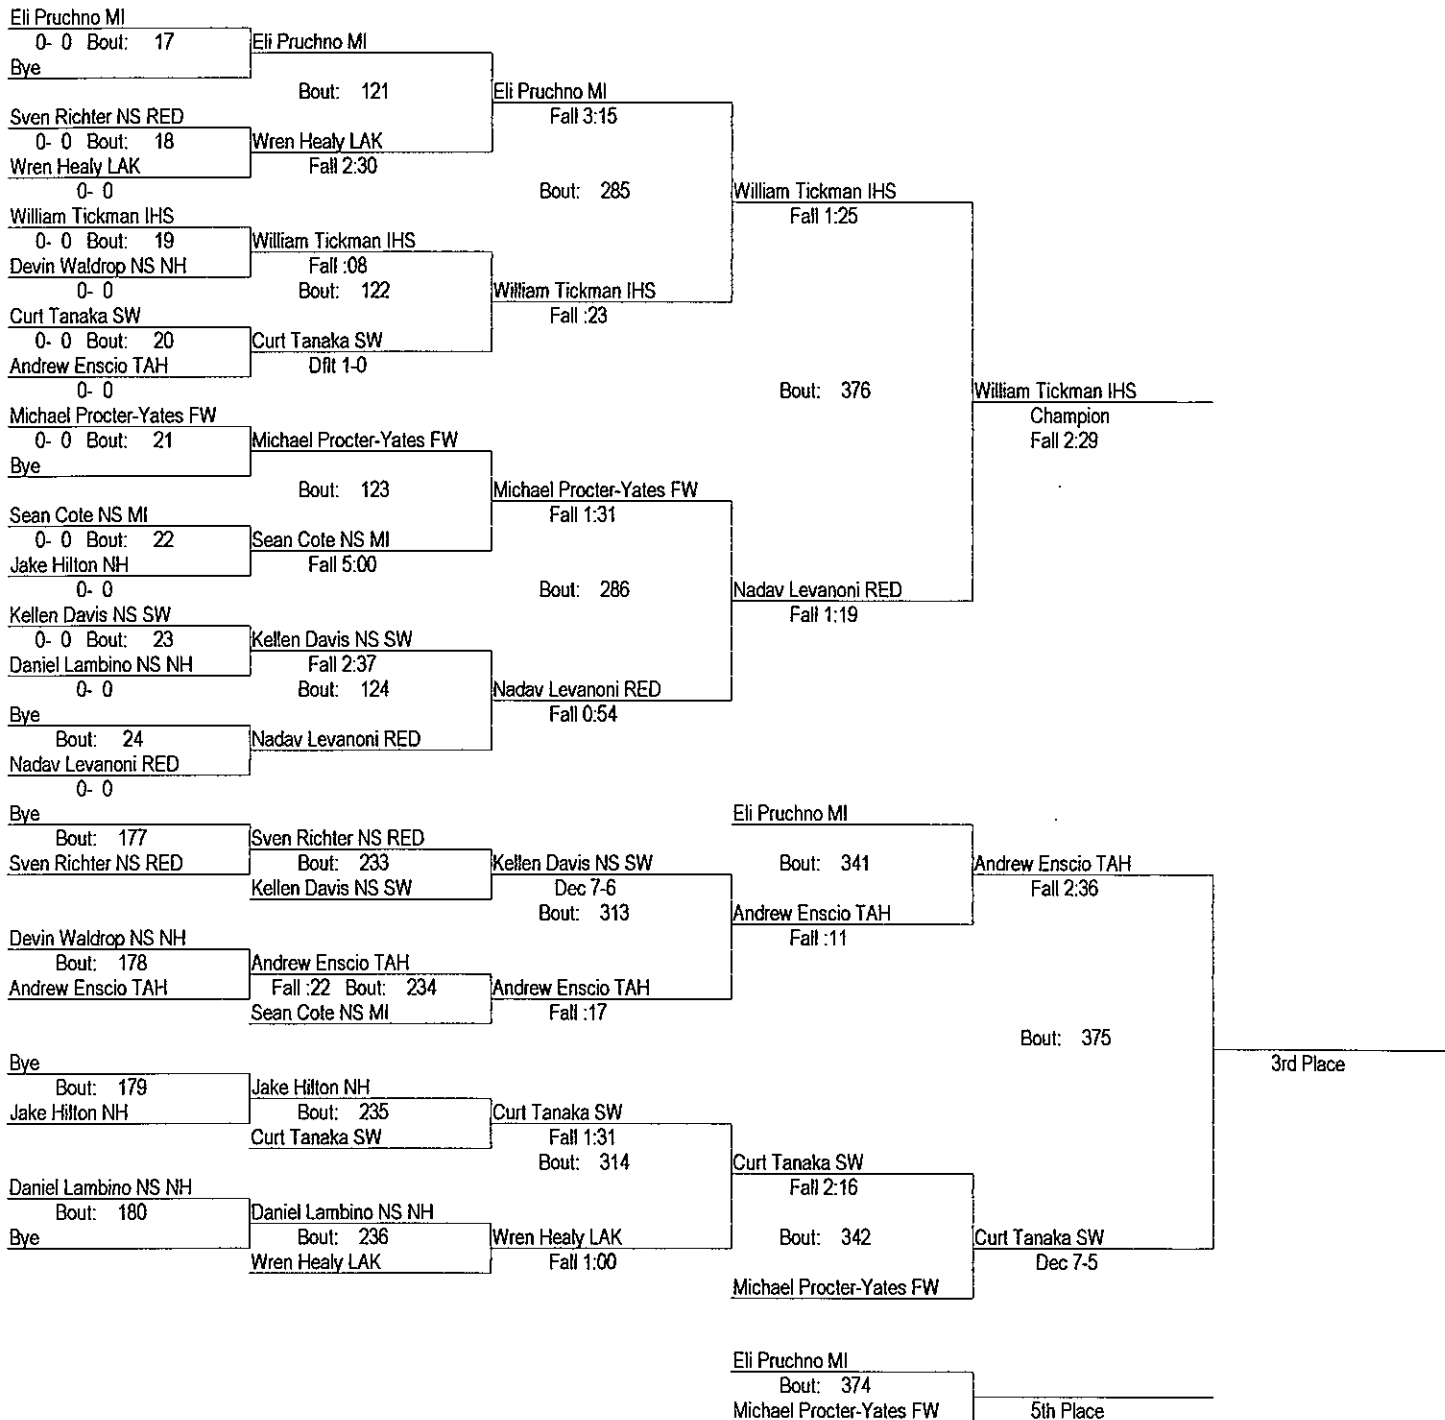 Eli Pruchno MI
0- 0 Bout: 17
Bye
Eli Pruchno MI
Bout: 121
Sven Richter NS RED
0- 0 Bout: 18
Wren Healy LAK
0- 0
Wren Healy LAK
Fall 2:30
Eli Pruchno MI
Fall 3:15
Bout: 285
William Tickman IHS
0- 0 Bout: 19
Devin Waldrop NS NH
0- 0
William Tickman IHS
Fall :08
Bout: 122
Curt Tanaka SW
0- 0 Bout: 20
Andrew Enscio TAH
0- 0
Curt Tanaka SW
Dflt 1-0
William Tickman IHS
Fall :23
William Tickman IHS
Fall 1:25
Bout: 376
William Tickman IHS
Champion
Fall 2:29
Michael Procter-Yates FW
0- 0 Bout: 21
Bye
Michael Procter-Yates FW
Bout: 123
Sean Cote NS MI
0- 0 Bout: 22
Jake Hilton NH
0- 0
Sean Cote NS MI
Fall 5:00
Michael Procter-Yates FW
Fall 1:31
Bout: 286
Kellen Davis NS SW
0- 0 Bout: 23
Daniel Lambino NS NH
0- 0
Kellen Davis NS SW
Fall 2:37
Bout: 124
Bye
Bout: 24
Nadav Levanoni RED
0- 0
Nadav Levanoni RED
Nadav Levanoni RED
Fall 0:54
Nadav Levanoni RED
Fall 1:19
Bye
Bout: 177
Sven Richter NS RED
Sven Richter NS RED
Bout: 233
Kellen Davis NS SW
Kellen Davis NS SW
Dec 7-6
Bout: 313
Devin Waldrop NS NH
Bout: 178
Andrew Enscio TAH
Andrew Enscio TAH
Fall :22 Bout: 234
Sean Cote NS MI
Andrew Enscio TAH
Fall :17
Eli Pruchno MI
Bout: 341
Andrew Enscio TAH
Fall :11
Andrew Enscio TAH
Fall 2:36
Bout: 375
3rd Place
Bye
Bout: 179
Jake Hilton NH
Jake Hilton NH
Bout: 235
Curt Tanaka SW
Curt Tanaka SW
Fall 1:31
Bout: 314
Daniel Lambino NS NH
Bout: 180
Bye
Daniel Lambino NS NH
Bout: 236
Wren Healy LAK
Wren Healy LAK
Fall 1:00
Curt Tanaka SW
Fall 2:16
Bout: 342
Michael Procter-Yates FW
Curt Tanaka SW
Dec 7-5
Eli Pruchno MI
Bout: 374
Michael Procter-Yates FW
5th Place